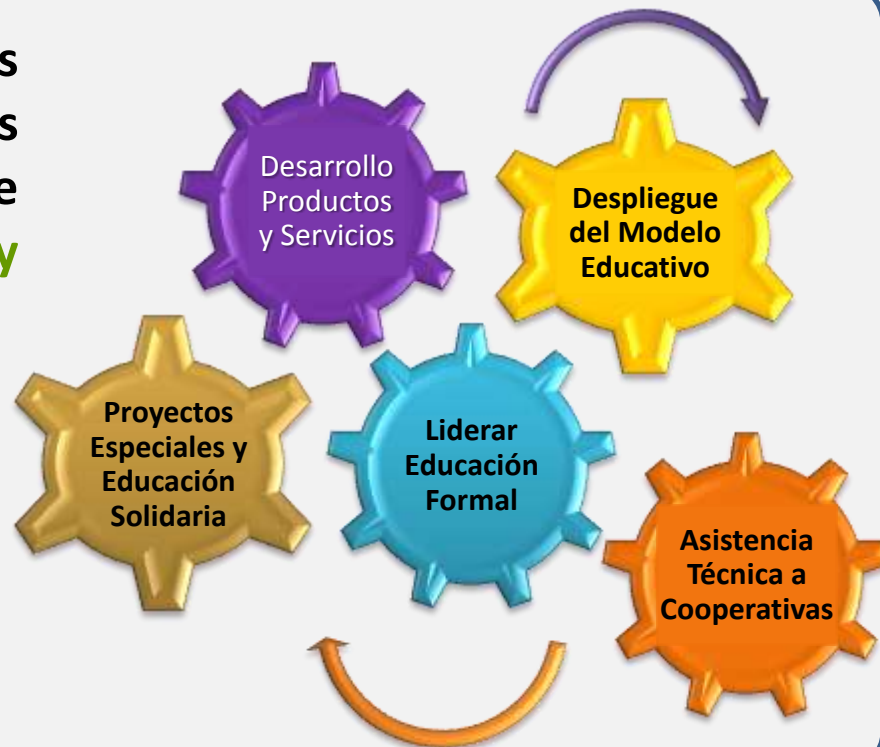 s
s
e
y
Desarrollo
Productos
y Servicios
Despliegue
del Modelo
Educativo
Proyectos
Especiales y
Educación
Solidaria
Liderar
Educación
Formal
Asistencia
Técnica a
Cooperativas